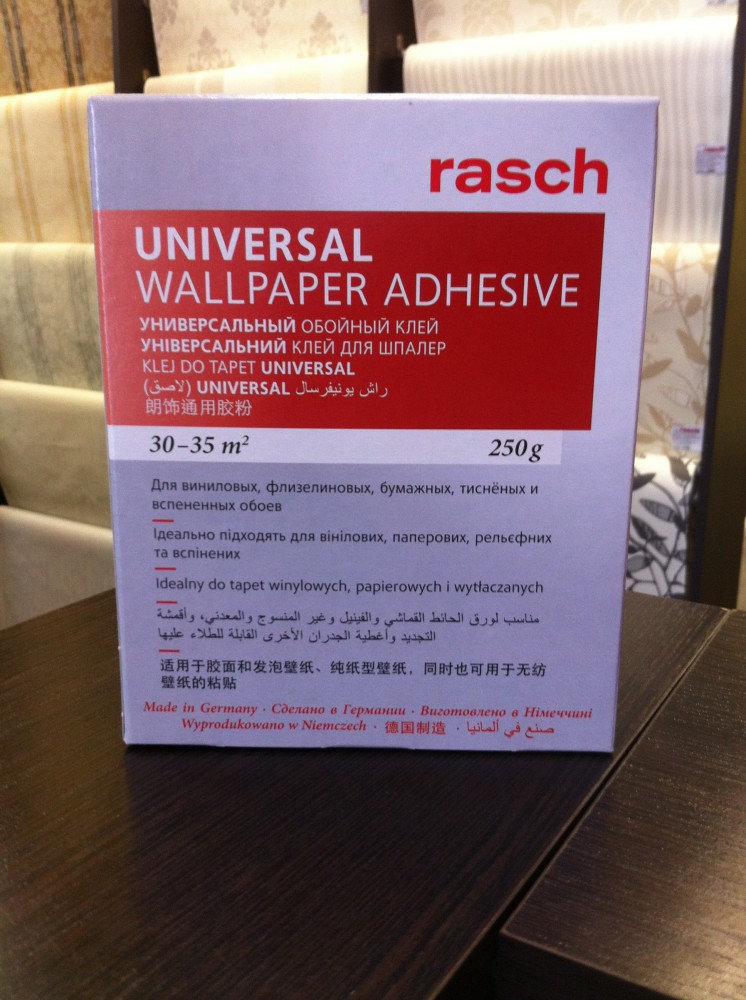 rasch
UNIVERSAL
WALLPAPER ADHESIVE
УНИВЕРСАЛЬНЫЙ ОБОЙНЫЙ КЛЕЙ
УНІВЕРСАЛЬНИЙ КЛЕЙ ДЛЯ ШПАЛЕР
KLEJ DO TAPET UNIVERSAL
راش يونيفرسال UNIVERSAL (لاصق)
朗饰通用胶粉
30–35 m²
250 g
Для виниловых, флизелиновых, бумажных, тиснёных и
вспененных обоев
Ідеально підходять для вінілових, паперових, рельєфних
та вспінених
Idealny do tapet winylowych, papierowych i wytłaczanych
مناسب لورق الحائط القماشي والفينيل وغير المنسوج والمعدني، وأقمشة
التجديد وأغطية الجدران الأخرى القابلة للطلاء عليها
适用于胶面和发泡壁纸、纯纸型壁纸，同时也可用于无纺
壁纸的粘贴
Made in Germany · Сделано в Германии · Виготовлено в Німеччині
Wyprodukowano w Niemczech · 德国制造 · صنع في ألمانيا